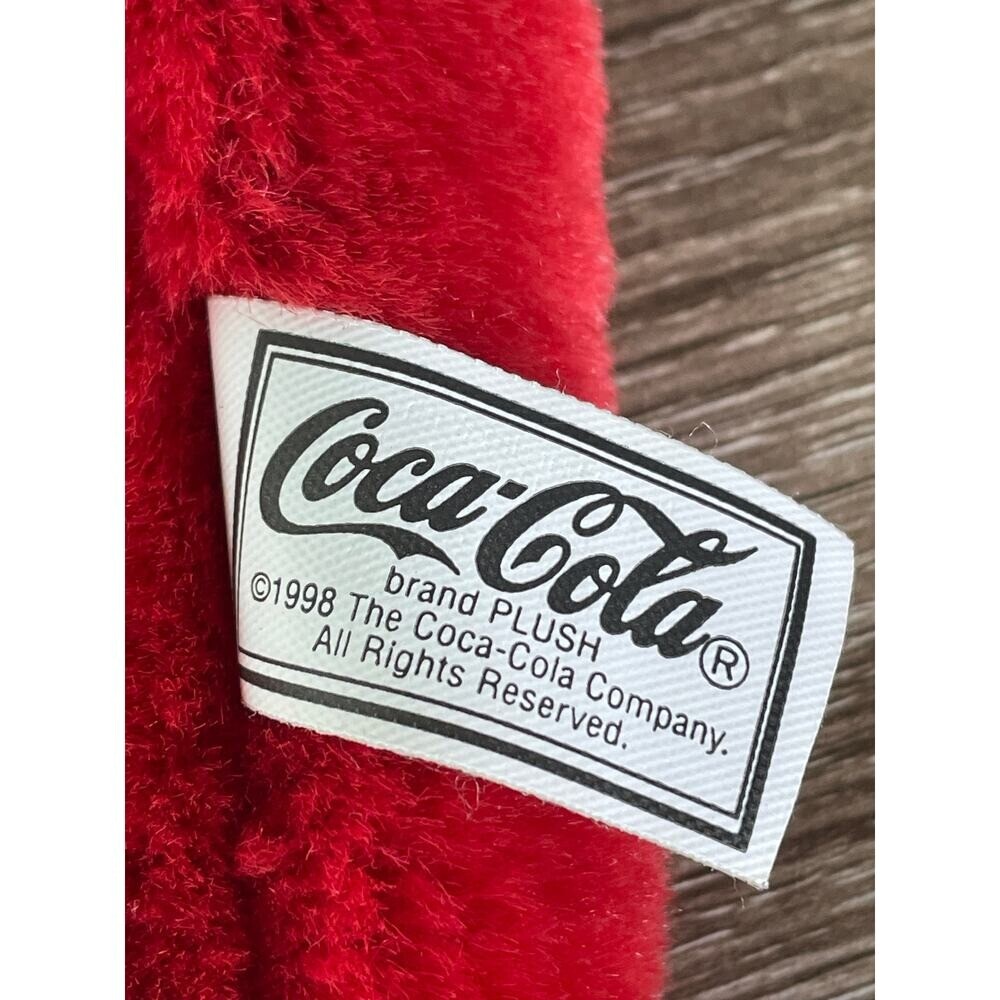 Coca-Cola®
brand PLUSH
©1998 The Coca-Cola Company.
All Rights Reserved.